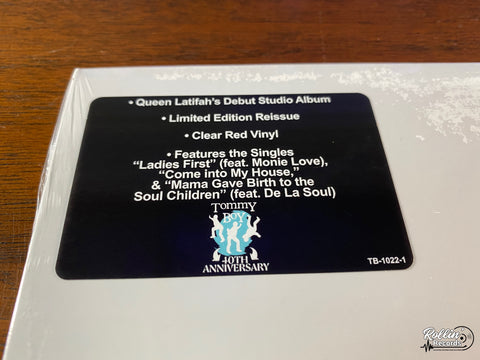 • Queen Latifah's Debut Studio Album
• Limited Edition Reissue
• Clear Red Vinyl
• Features the Singles
"Ladies First" (feat. Monie Love),
"Come into My House,"
& "Mama Gave Birth to the
Soul Children" (feat. De La Soul)
Tommy
Boy
40TH
ANNIVERSARY
TB-1022-1
Rollin'
Records